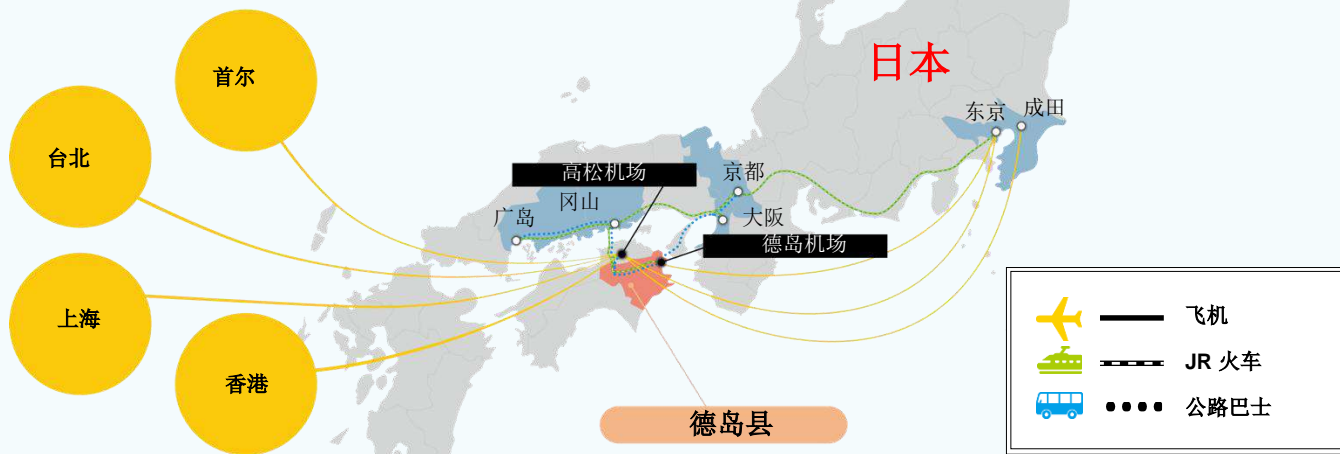 日本
首尔
台北
上海
香港
东京
成田
高松机场
京都
冈山
广岛
大阪
德岛机场
德岛县
飞机
JR 火车
公路巴士